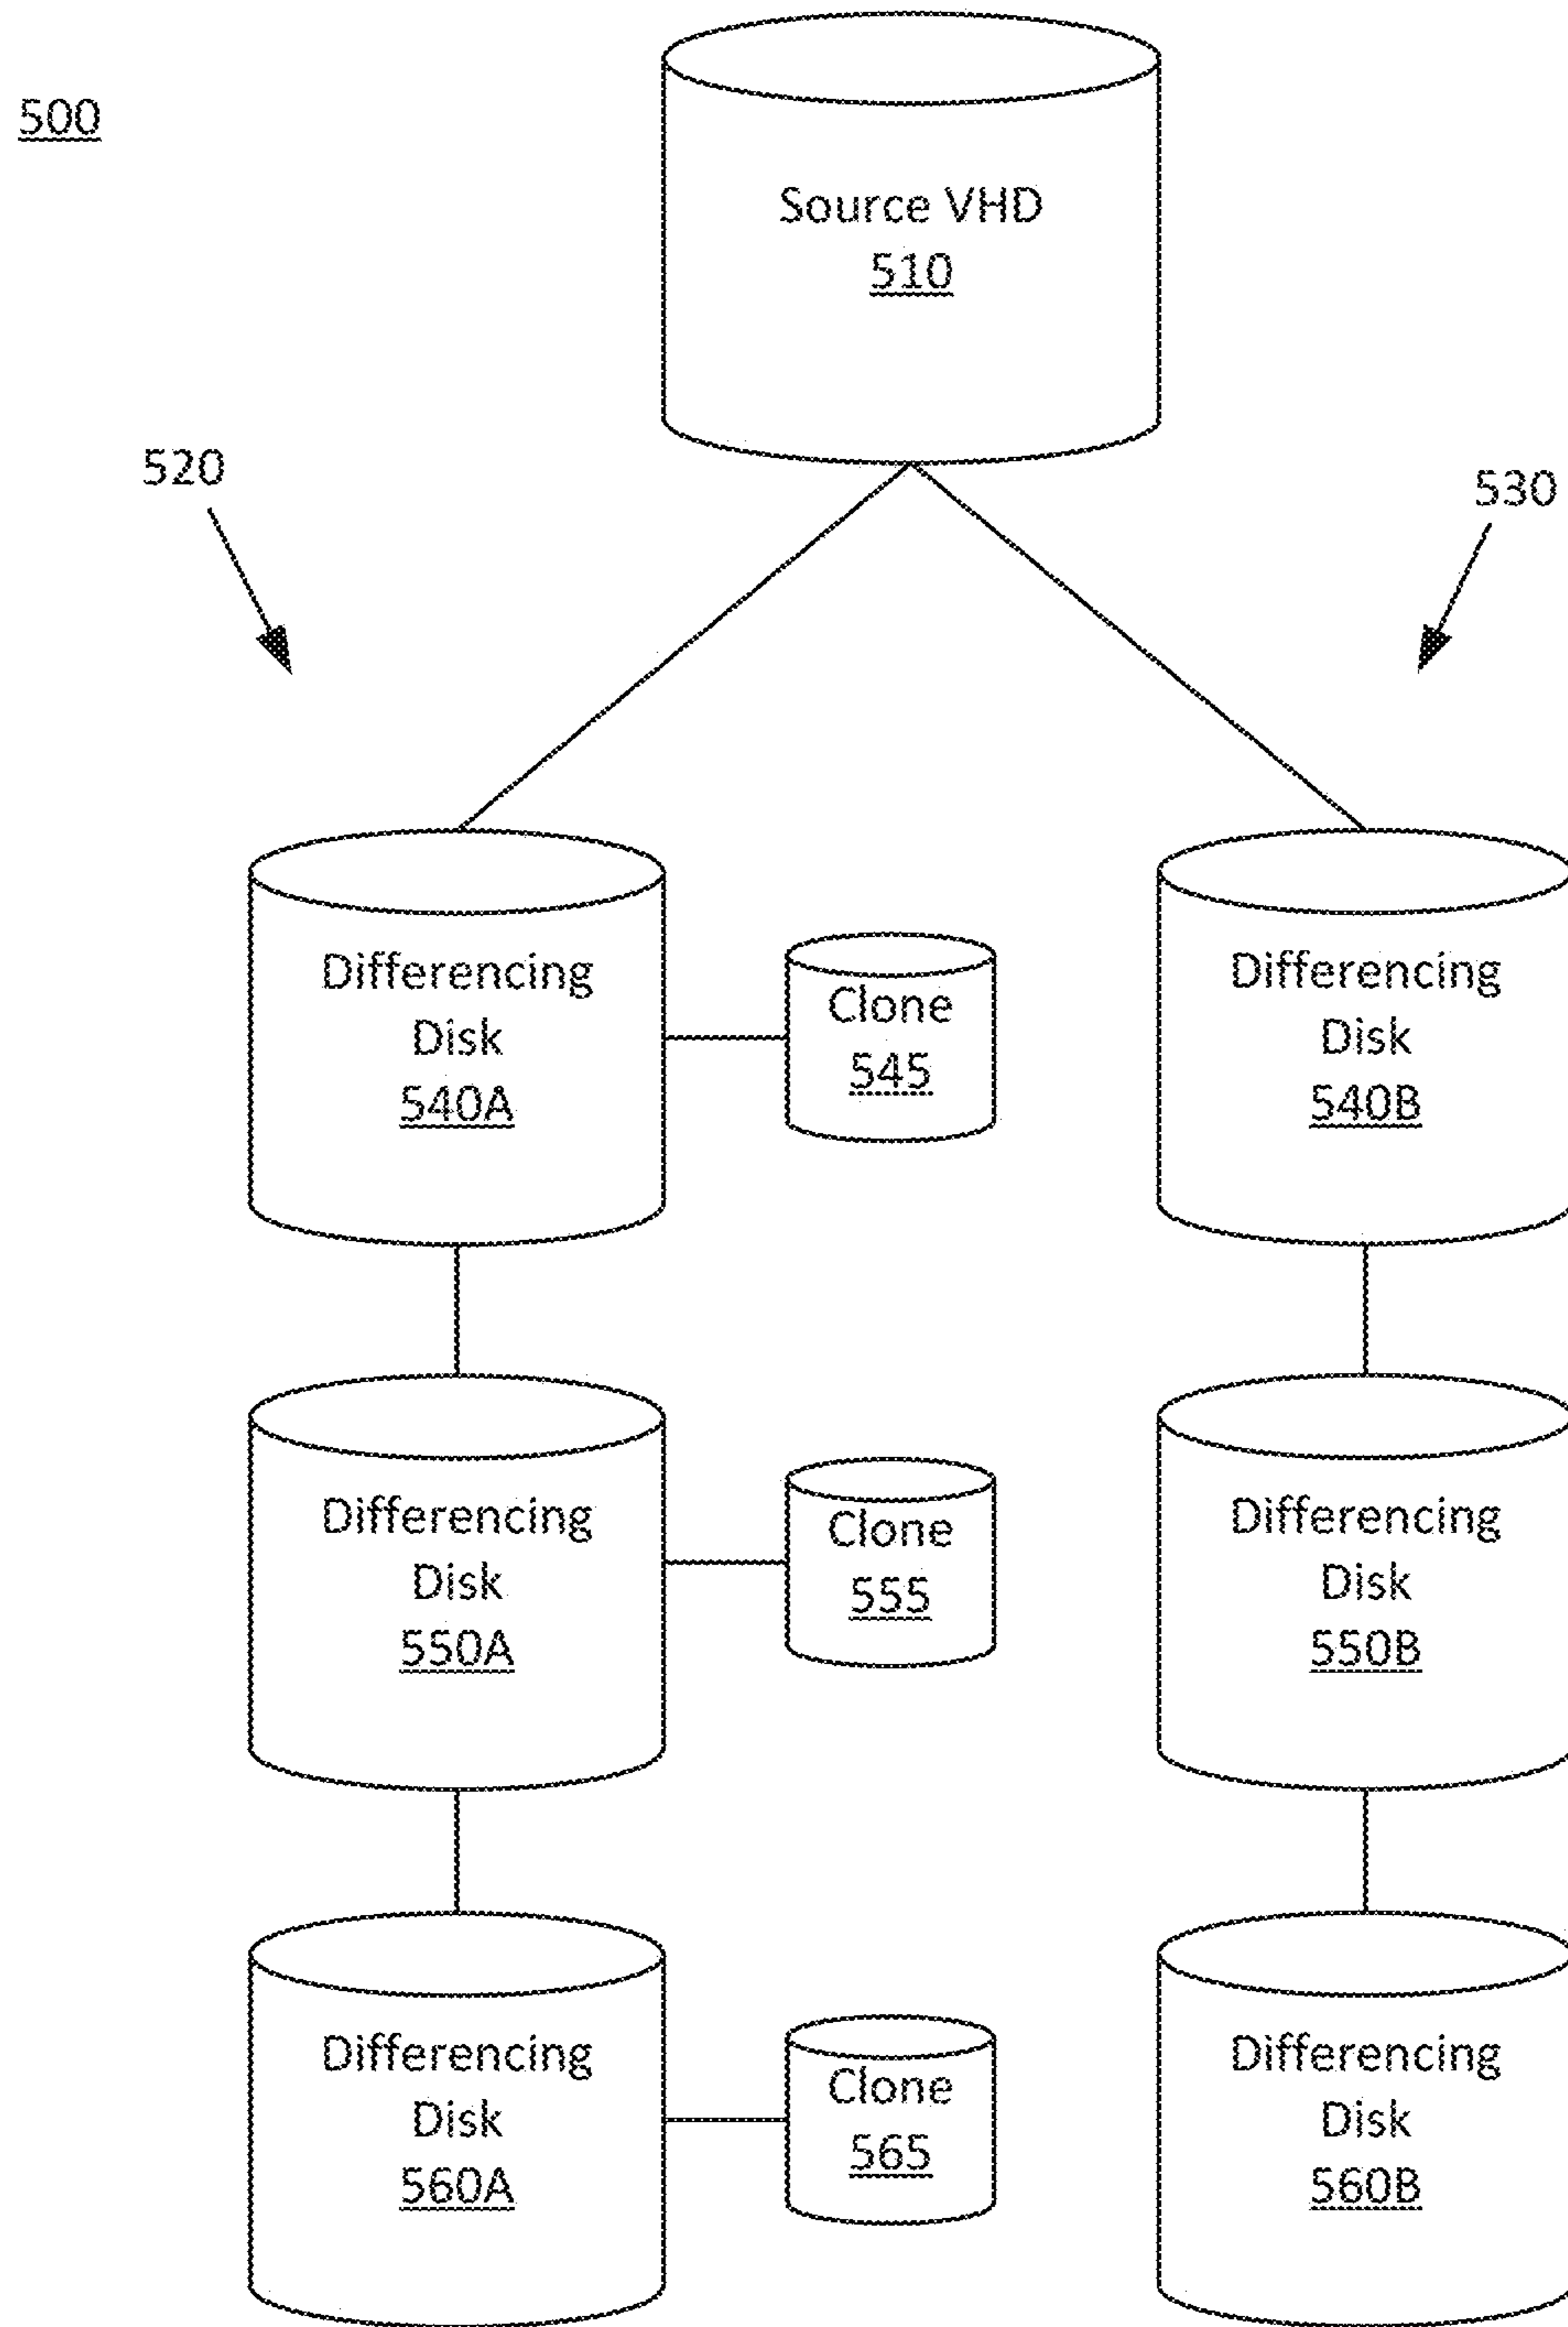 500
Source VHD
510
520
530
Differencing
Disk
540A
Clone
545
Differencing
Disk
540B
Differencing
Disk
550A
Clone
555
Differencing
Disk
550B
Differencing
Disk
560A
Clone
565
Differencing
Disk
560B